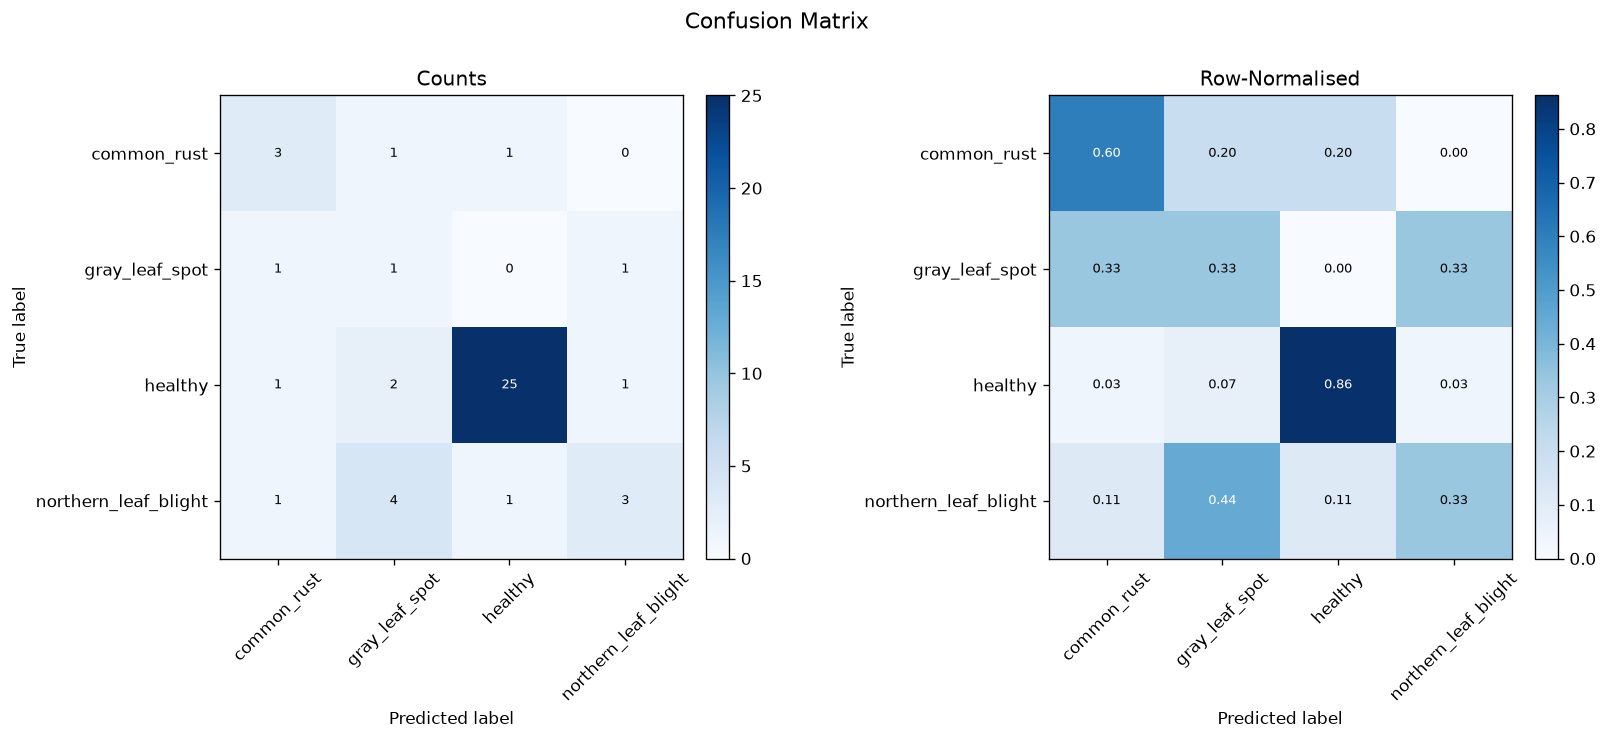 Confusion Matrix
Counts
True label
common_rust 3 1 1 0
gray_leaf_spot 1 1 0 1
healthy 1 2 25 1
northern_leaf_blight 1 4 1 3
common_rust gray_leaf_spot healthy northern_leaf_blight
Predicted label
25
20
15
10
5
0
Row-Normalised
True label
common_rust 0.60 0.20 0.20 0.00
gray_leaf_spot 0.33 0.33 0.00 0.33
healthy 0.03 0.07 0.86 0.03
northern_leaf_blight 0.11 0.44 0.11 0.33
common_rust gray_leaf_spot healthy northern_leaf_blight
Predicted label
0.8
0.7
0.6
0.5
0.4
0.3
0.2
0.1
0.0